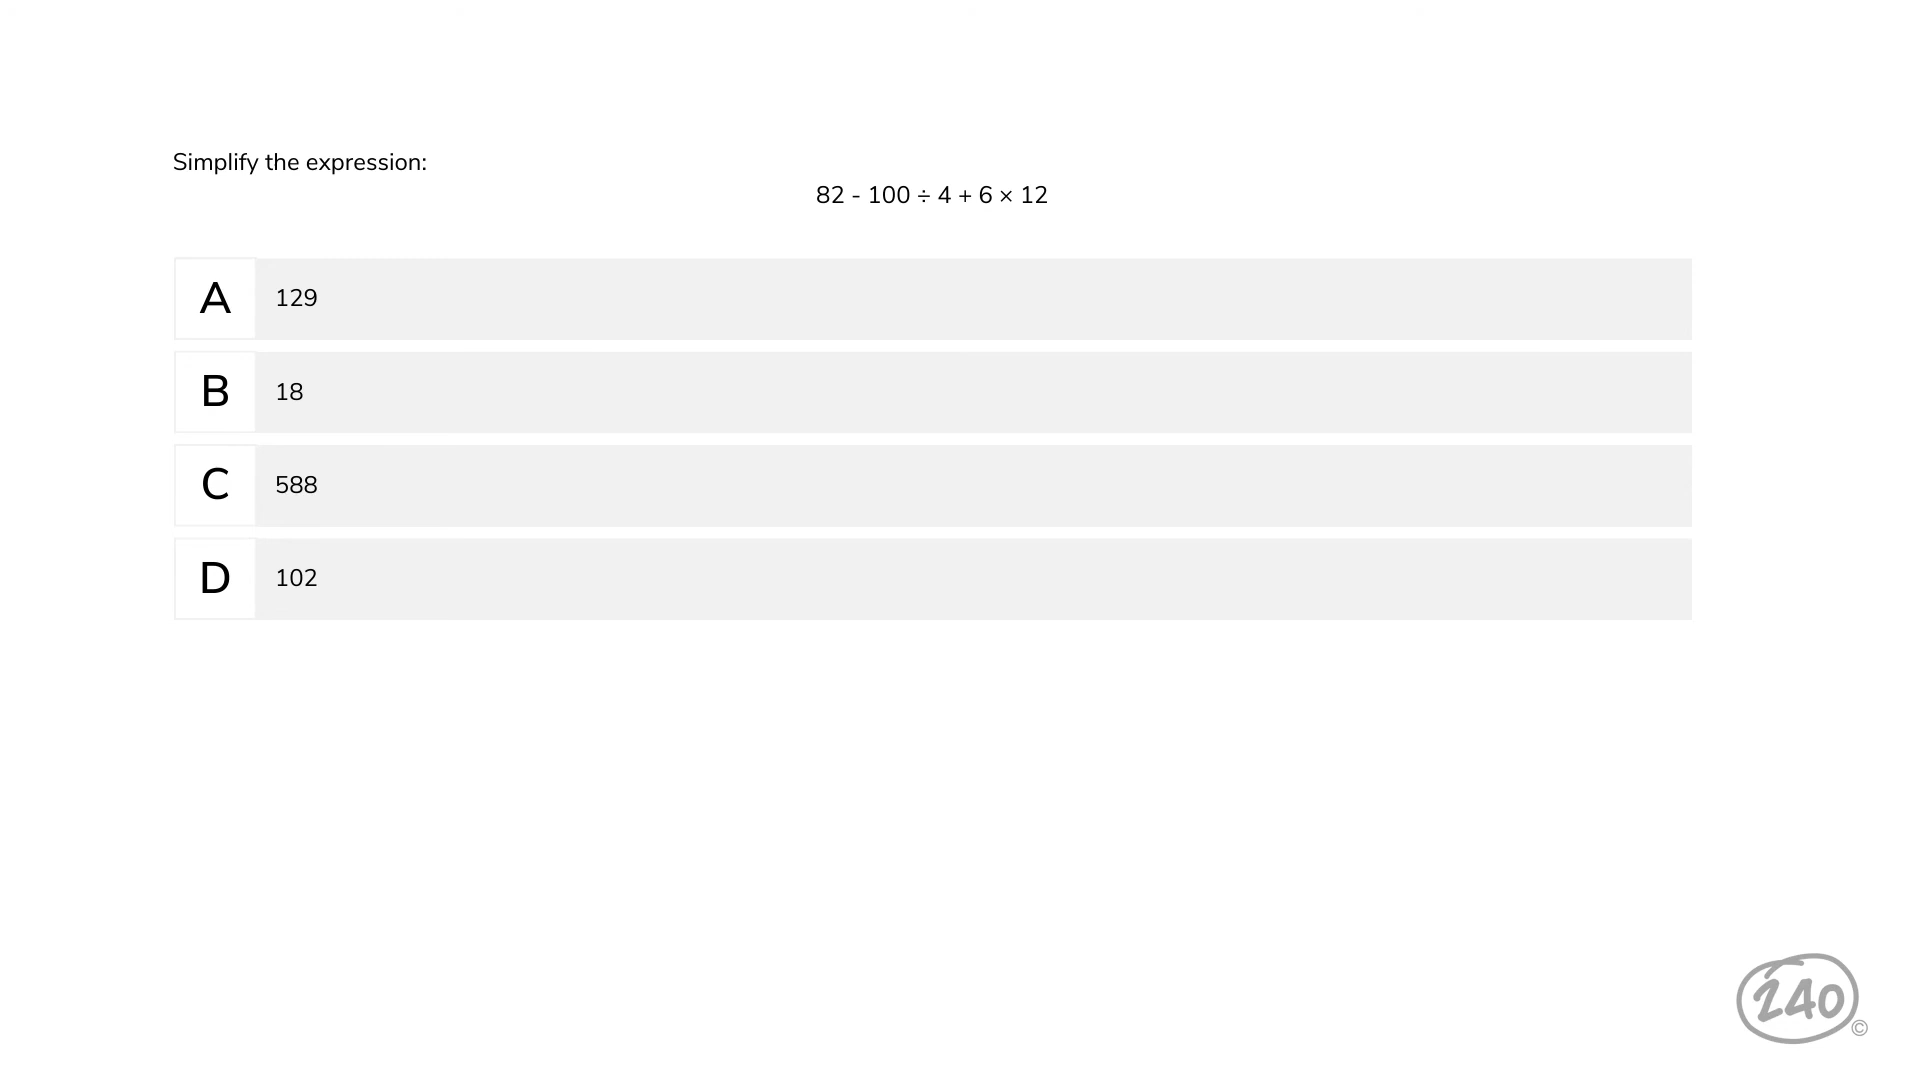 Simplify the expression:
82 - 100 ÷ 4 + 6 × 12
A 129
B 18
C 588
D 102
240 ©